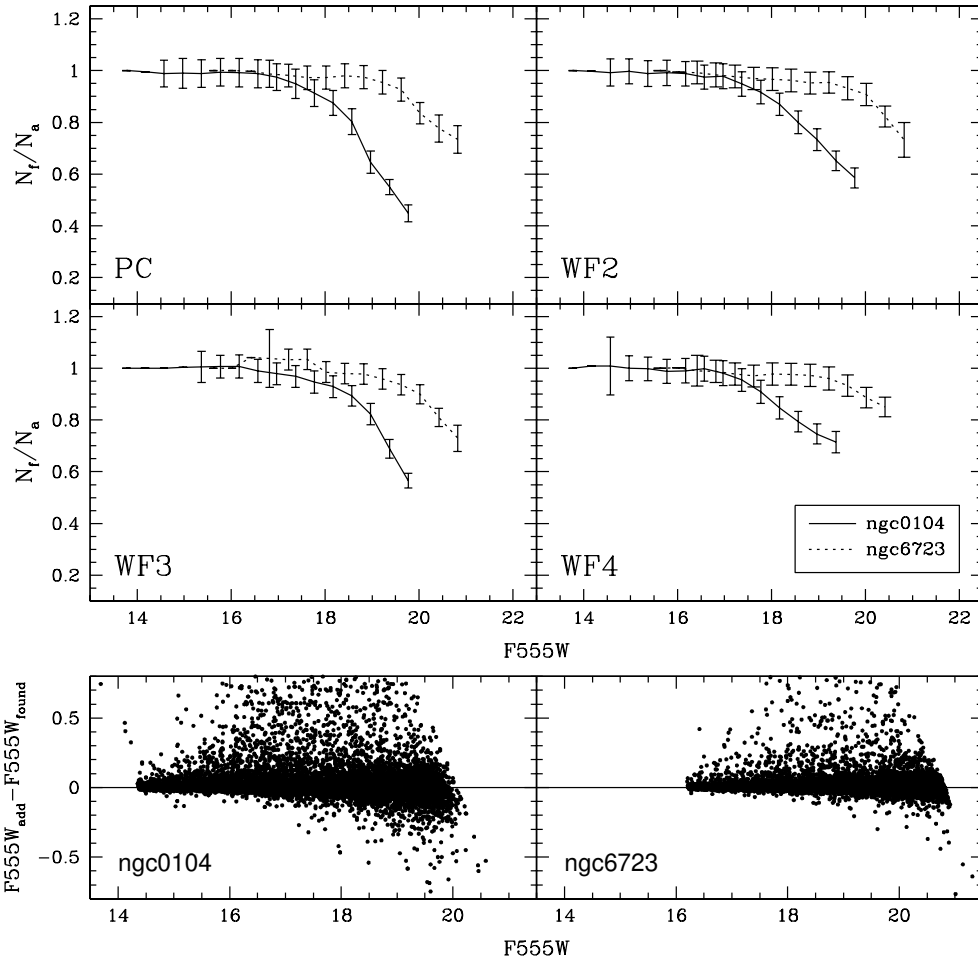 1.2
1
0.8
0.6
0.4
0.2
N_f/N_a
PC
WF2
1.2
1
0.8
0.6
0.4
0.2
N_f/N_a
WF3
WF4
ngc0104
ngc6723
14 16 18 20 22
14 16 18 20 22
F555W
0.5
0
−0.5
F555W_add−F555W_found
ngc0104
ngc6723
14 16 18 20
14 16 18 20
F555W